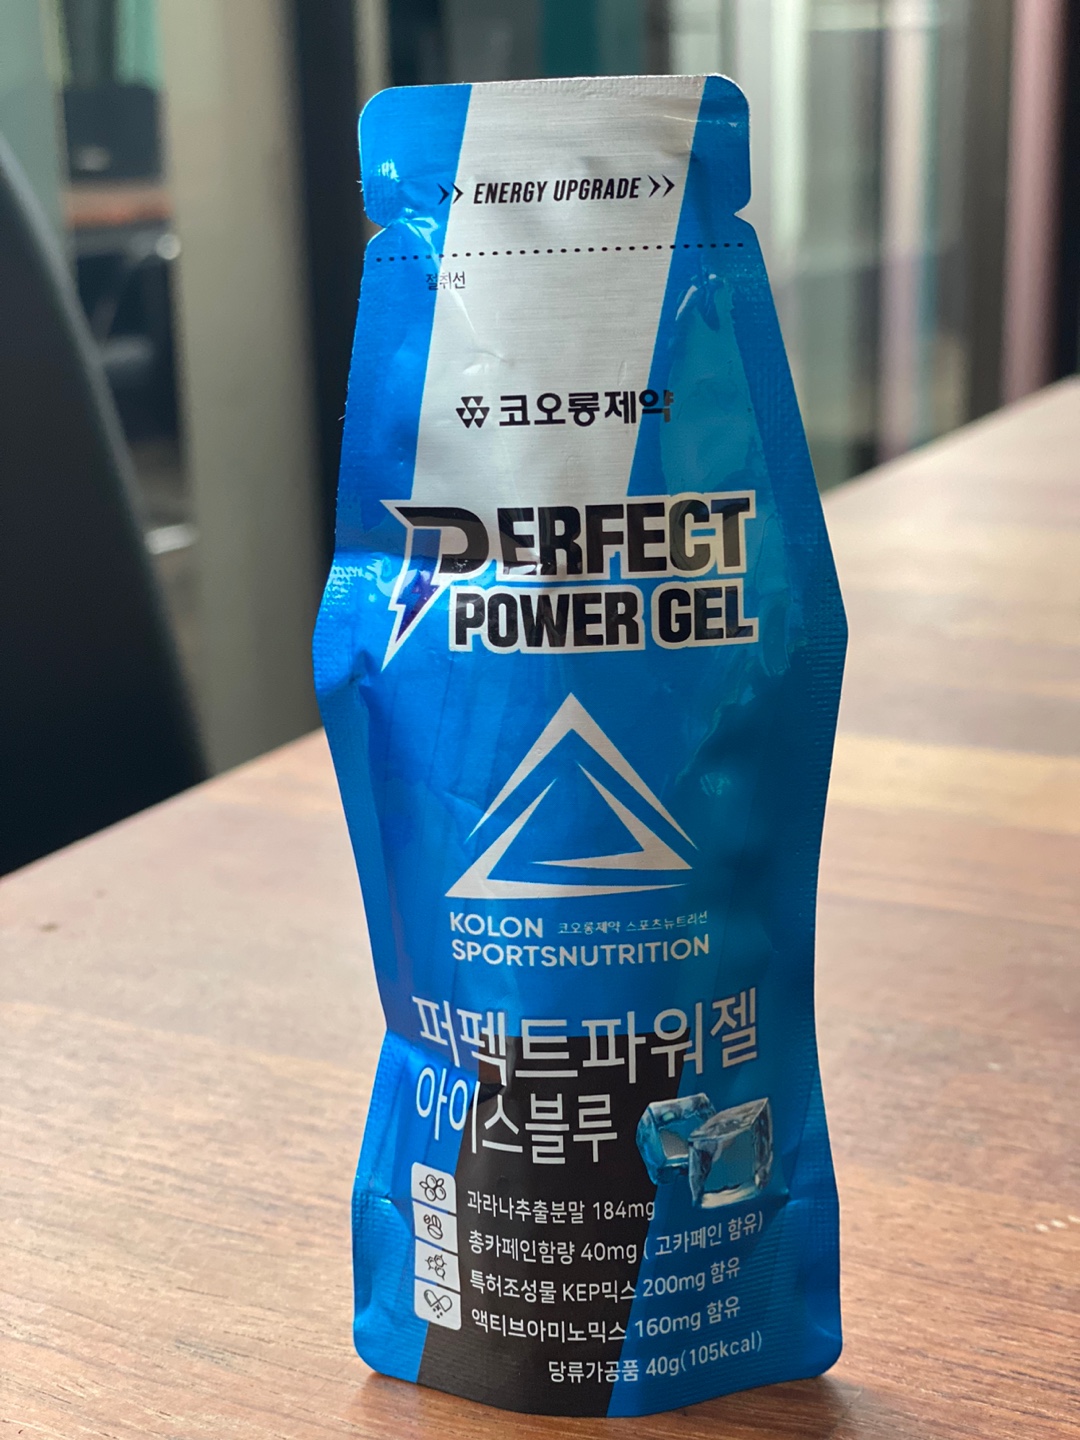 >> ENERGY UPGRADE >>
절취선
코오롱제약
PERFECT
POWER GEL
KOLON 코오롱제약 스포츠뉴트리션
SPORTSNUTRITION
퍼펙트파워젤
아이스블루
과라나추출분말 184mg
총카페인함량 40mg ( 고카페인 함유)
특허조성물 KEP믹스 200mg 함유
액티브아미노믹스 160mg 함유
당류가공품 40g(105kcal)